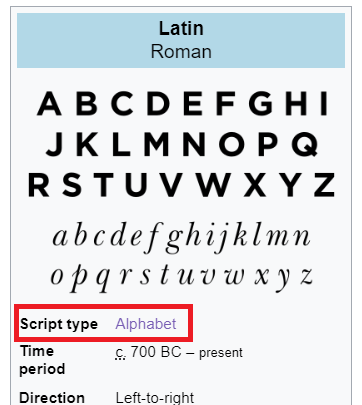 Latin
Roman
A B C D E F G H I
J K L M N O P Q
R S T U V W X Y Z
a b c d e f g h i j k l m n
o p q r s t u v w x y z
Script type Alphabet
Time period c. 700 BC – present
Direction Left-to-right